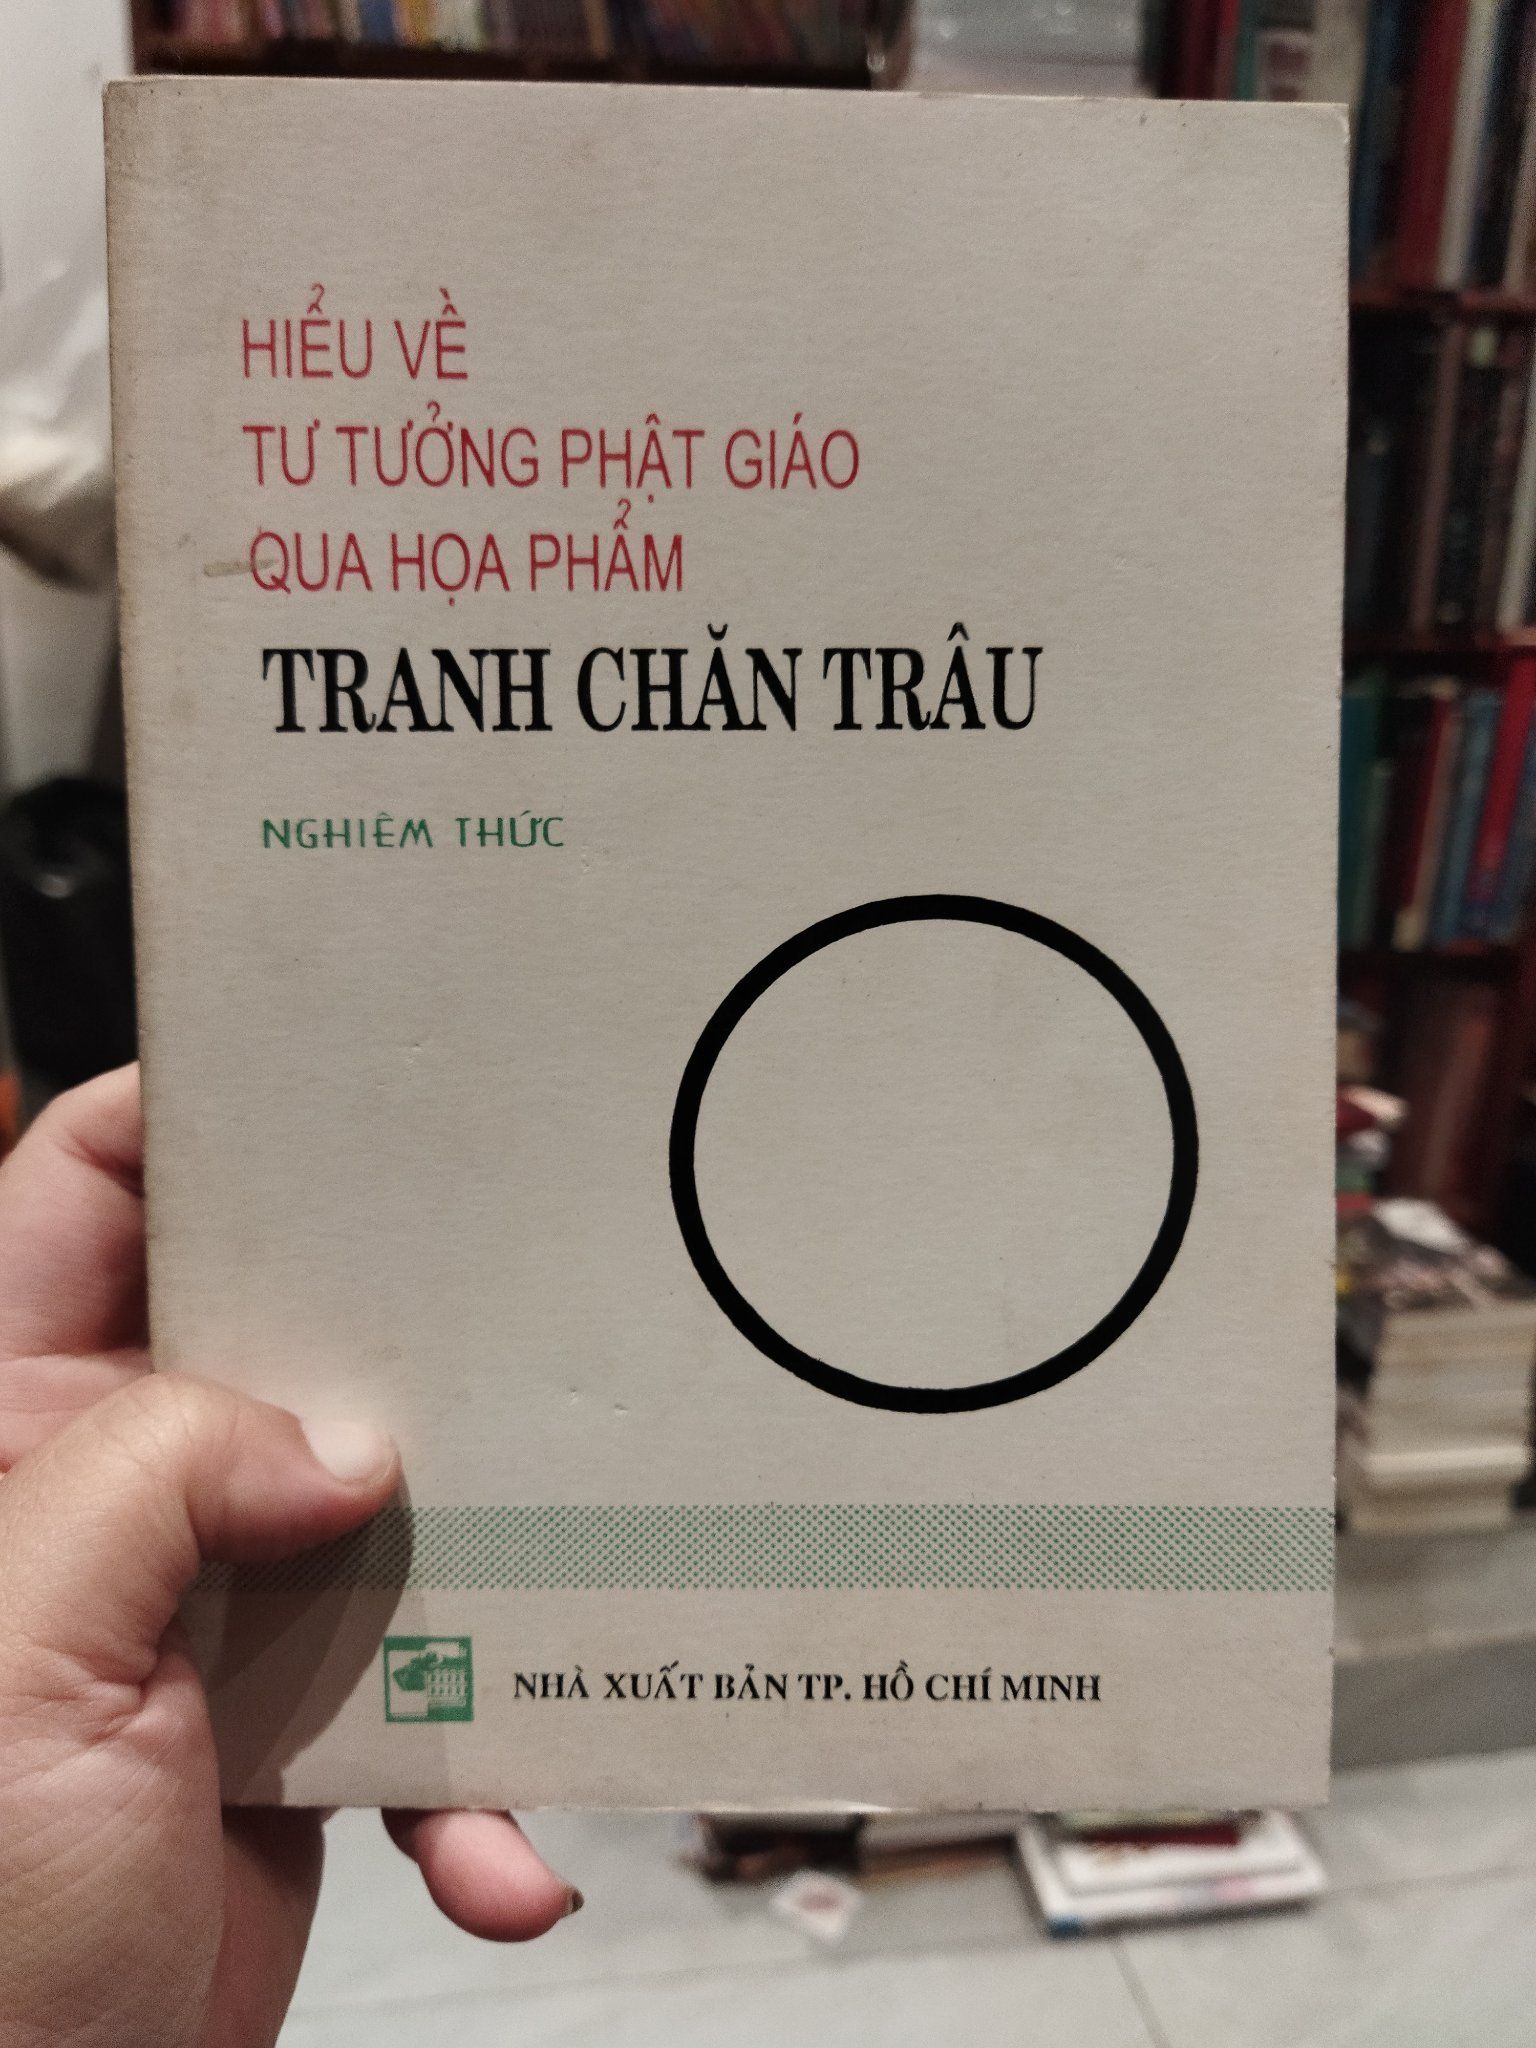 HIỂU VỀ
TƯ TƯỞNG PHẬT GIÁO
QUA HỌA PHẨM
TRANH CHĂN TRÂU
NGHIÊM THỨC
NHÀ XUẤT BẢN TP. HỒ CHÍ MINH